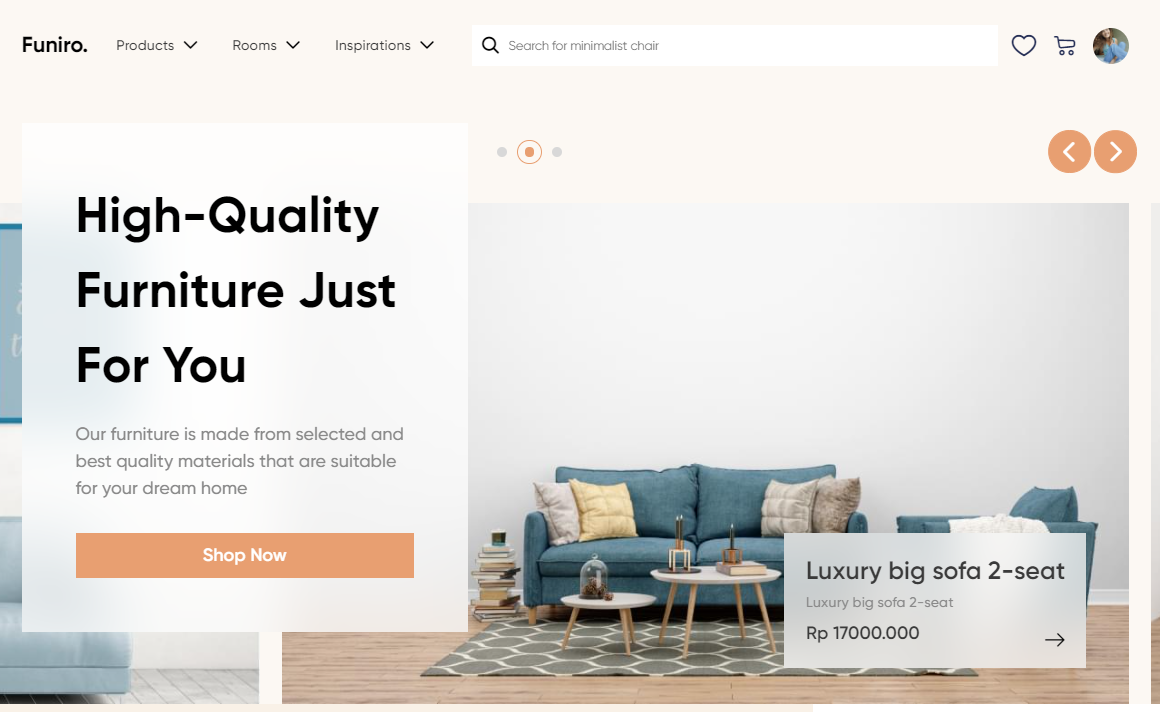 Funiro.
Products
Rooms
Inspirations
Search for minimalist chair
High-Quality
Furniture Just
For You
Our furniture is made from selected and
best quality materials that are suitable
for your dream home
Shop Now
Luxury big sofa 2-seat
Luxury big sofa 2-seat
Rp 17000.000